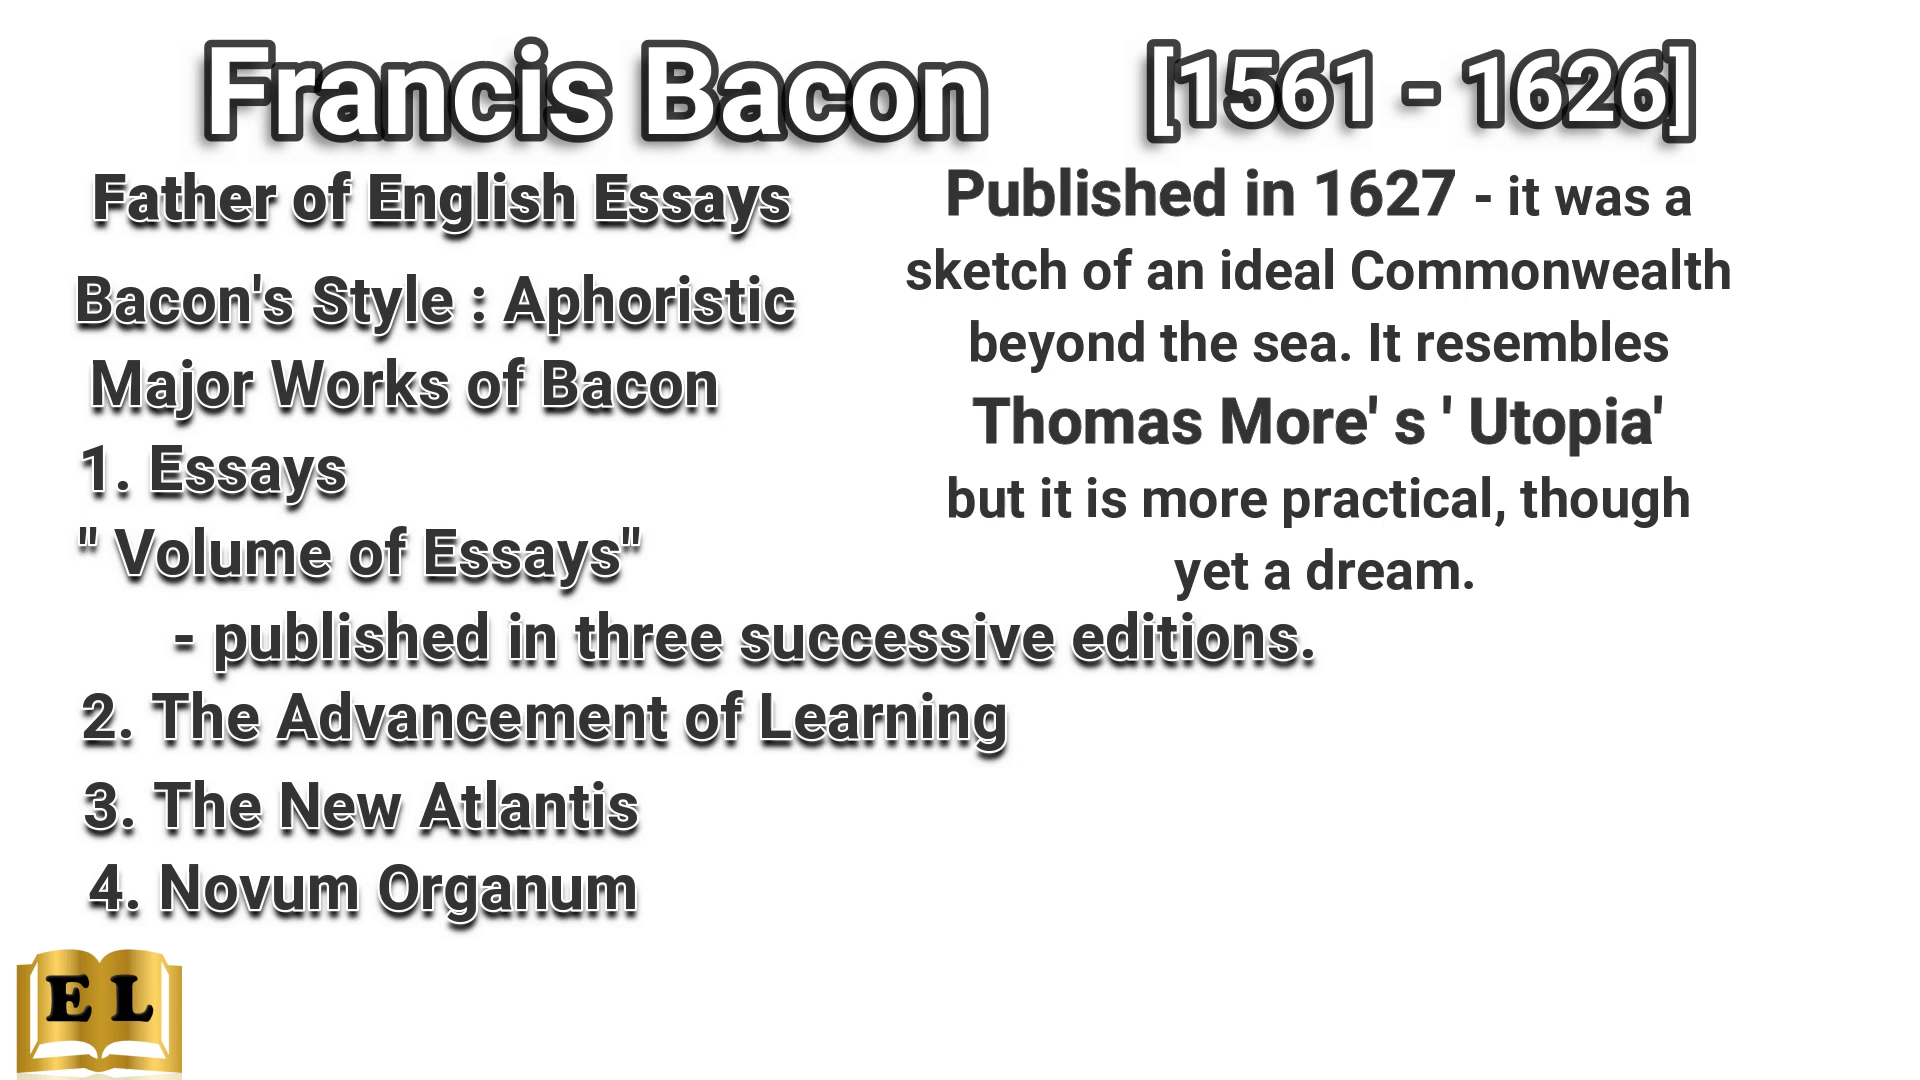 Francis Bacon [1561 - 1626]
Father of English Essays
Bacon's Style : Aphoristic
Major Works of Bacon
1. Essays
" Volume of Essays"
- published in three successive editions.
2. The Advancement of Learning
3. The New Atlantis
4. Novum Organum
Published in 1627 - it was a
sketch of an ideal Commonwealth
beyond the sea. It resembles
Thomas More' s ' Utopia'
but it is more practical, though
yet a dream.
E L